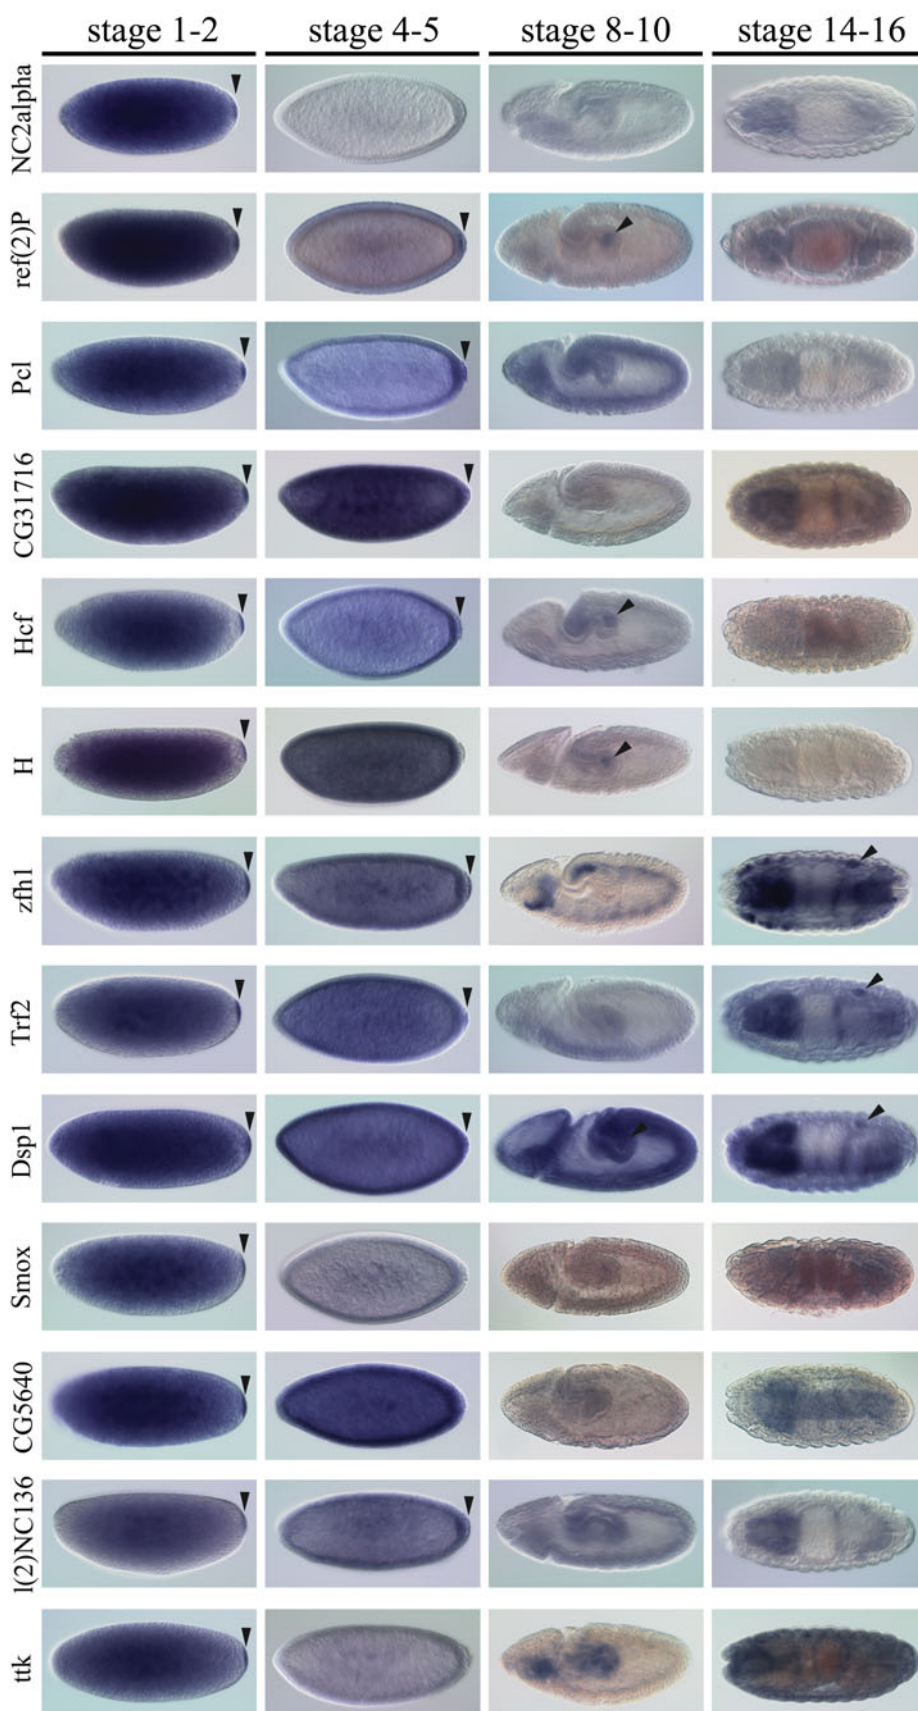 stage 1-2 stage 4-5 stage 8-10 stage 14-16
NC2alpha
ref(2)P
Pcl
CG31716
Hcf
H
zfh1
Trf2
Dsp1
Smox
CG5640
l(2)NC136
ttk